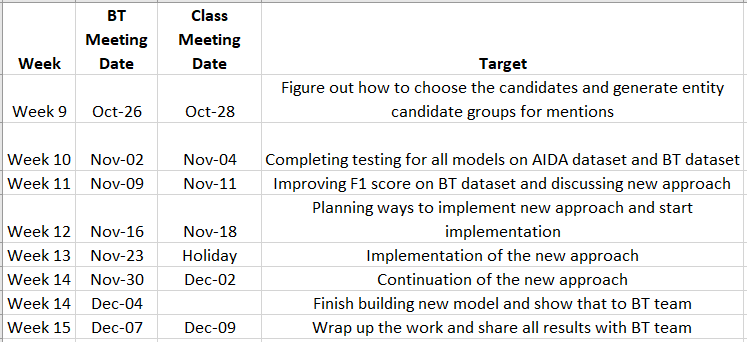 Week BT Meeting Date Class Meeting Date Target
Week 9 Oct-26 Oct-28 Figure out how to choose the candidates and generate entity candidate groups for mentions
Week 10 Nov-02 Nov-04 Completing testing for all models on AIDA dataset and BT dataset
Week 11 Nov-09 Nov-11 Improving F1 score on BT dataset and discussing new approach
Week 12 Nov-16 Nov-18 Planning ways to implement new approach and start implementation
Week 13 Nov-23 Holiday Implementation of the new approach
Week 14 Nov-30 Dec-02 Continuation of the new approach
Week 14 Dec-04 Finish building new model and show that to BT team
Week 15 Dec-07 Dec-09 Wrap up the work and share all results with BT team